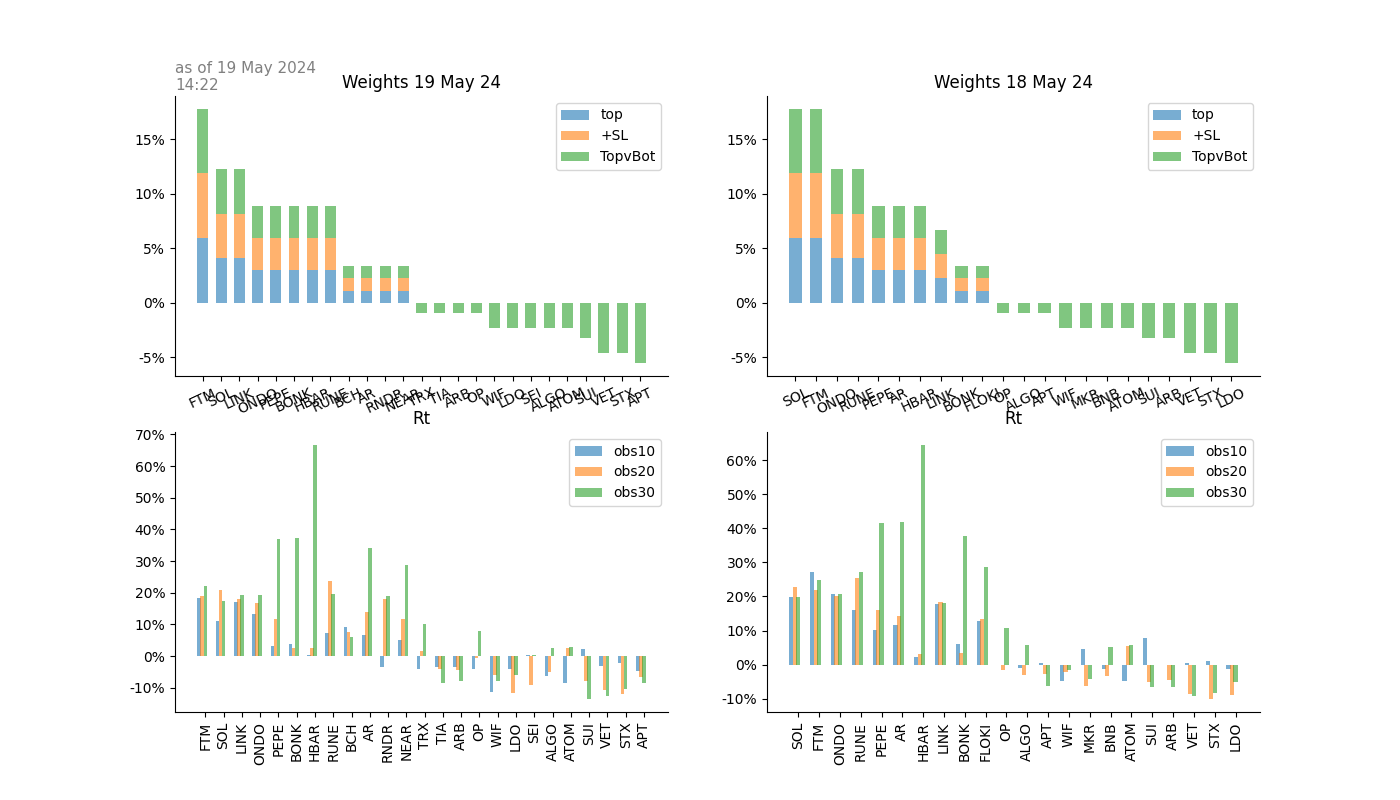 as of 19 May 2024
14:22
Weights 19 May 24
15%
10%
5%
0%
-5%
top
+SL
TopvBot
FTM SOL LINK ONDO PEPE BONK HBAR RUNE BCH AR RNDR NEAR TRX TIA ARB OP WIF LDO SEI ALGO ATOM SUI VET STX APT
Weights 18 May 24
15%
10%
5%
0%
-5%
top
+SL
TopvBot
SOL FTM ONDO RUNE PEPE AR HBAR LINK BONK FLOKI OP ALGO APT WIF MKR BNB ATOM SUI ARB VET STX LDO
Rt
70%
60%
50%
40%
30%
20%
10%
0%
-10%
obs10
obs20
obs30
FTM SOL LINK ONDO PEPE BONK HBAR RUNE BCH AR RNDR NEAR TRX TIA ARB OP WIF LDO SEI ALGO ATOM SUI VET STX APT
Rt
60%
50%
40%
30%
20%
10%
0%
-10%
obs10
obs20
obs30
SOL FTM ONDO RUNE PEPE AR HBAR LINK BONK FLOKI OP ALGO APT WIF MKR BNB ATOM SUI ARB VET STX LDO